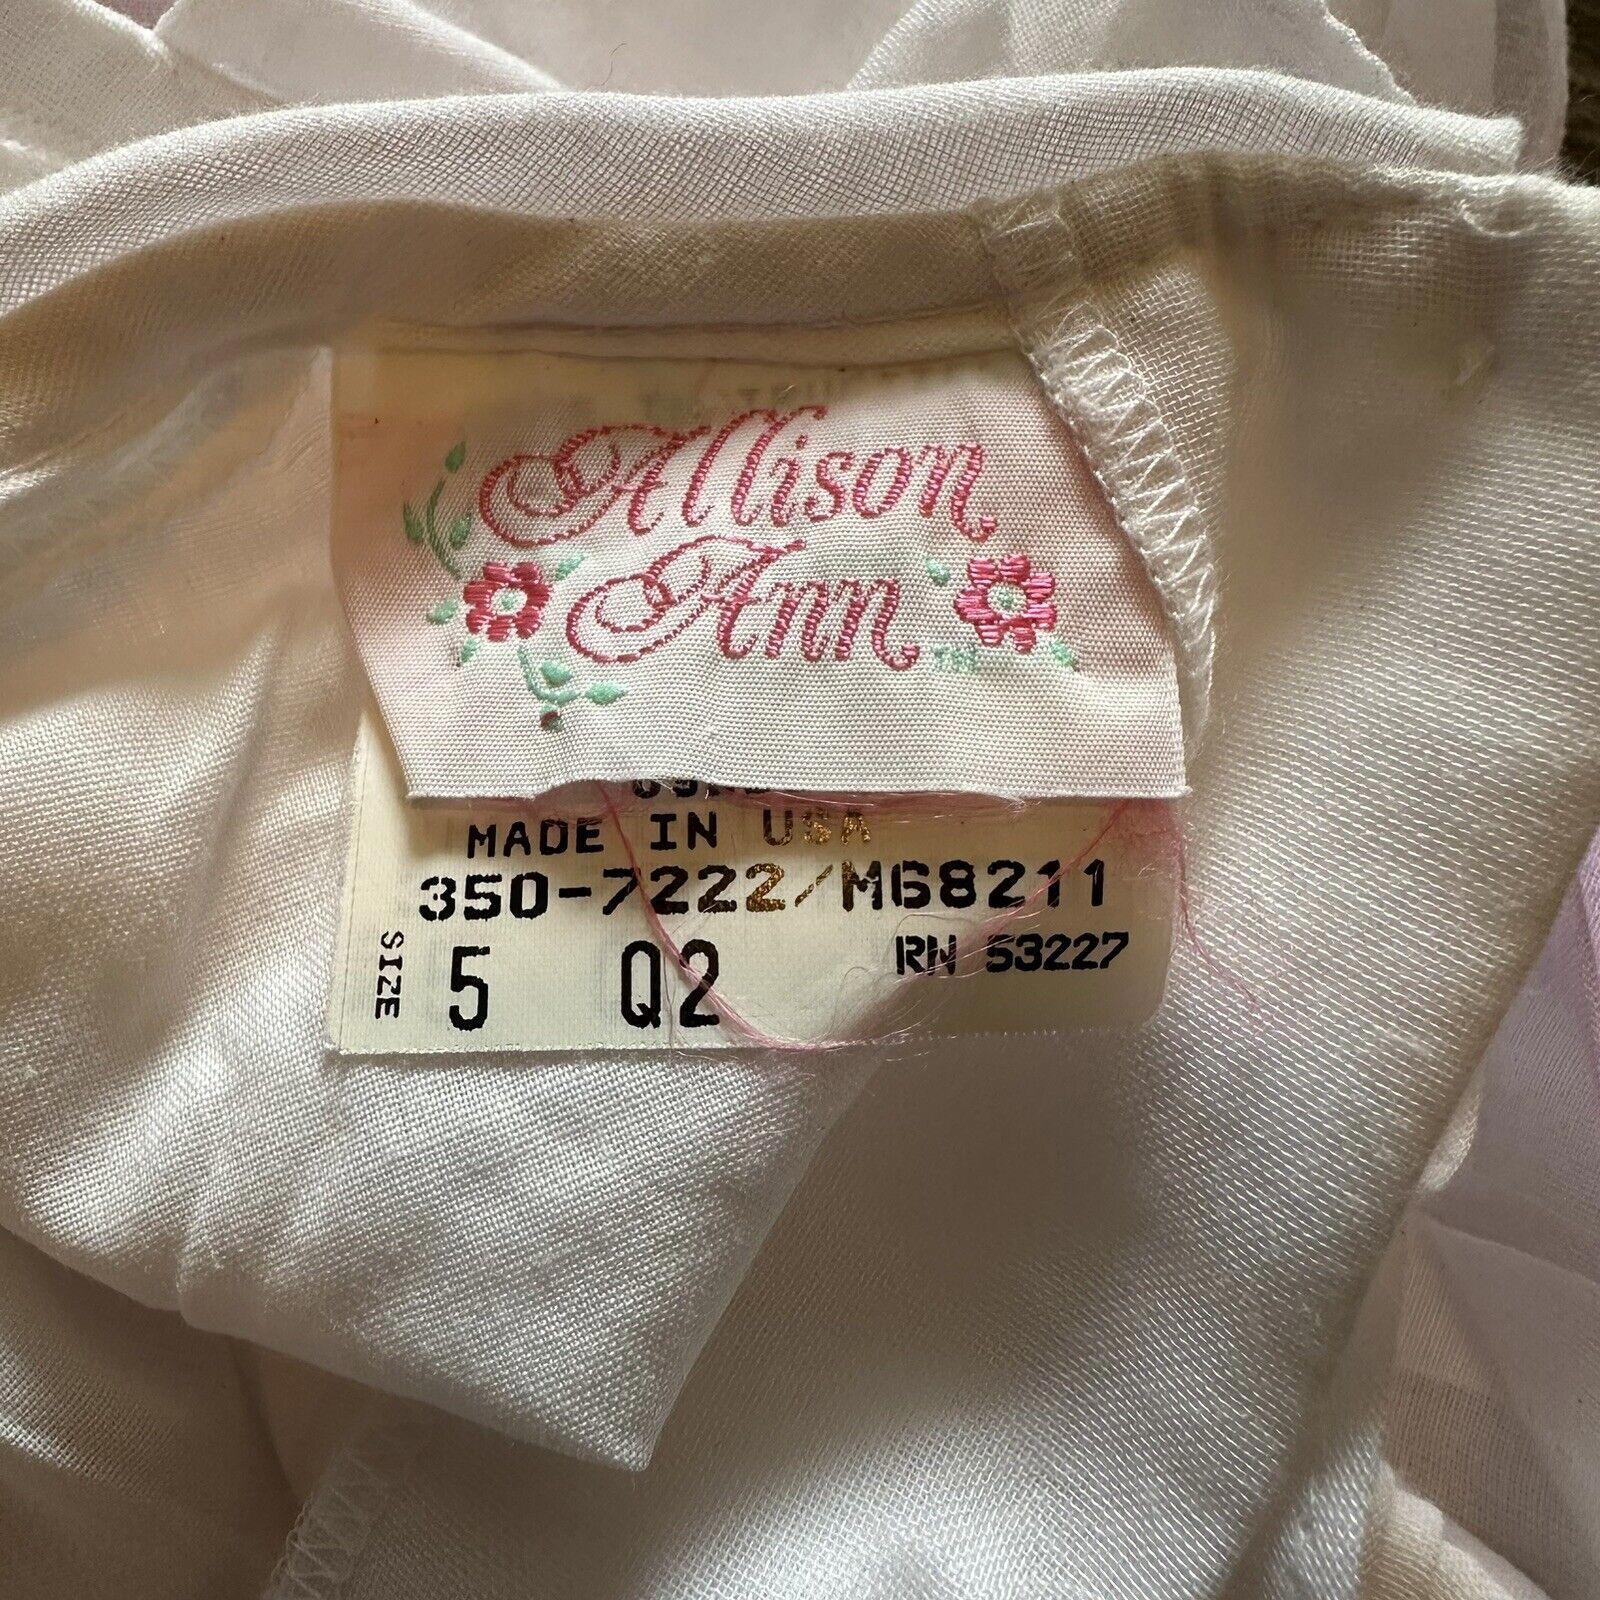 Allison
Ann
MADE IN USA
350-7222/M68211
SIZE 5 Q2 RN 53227